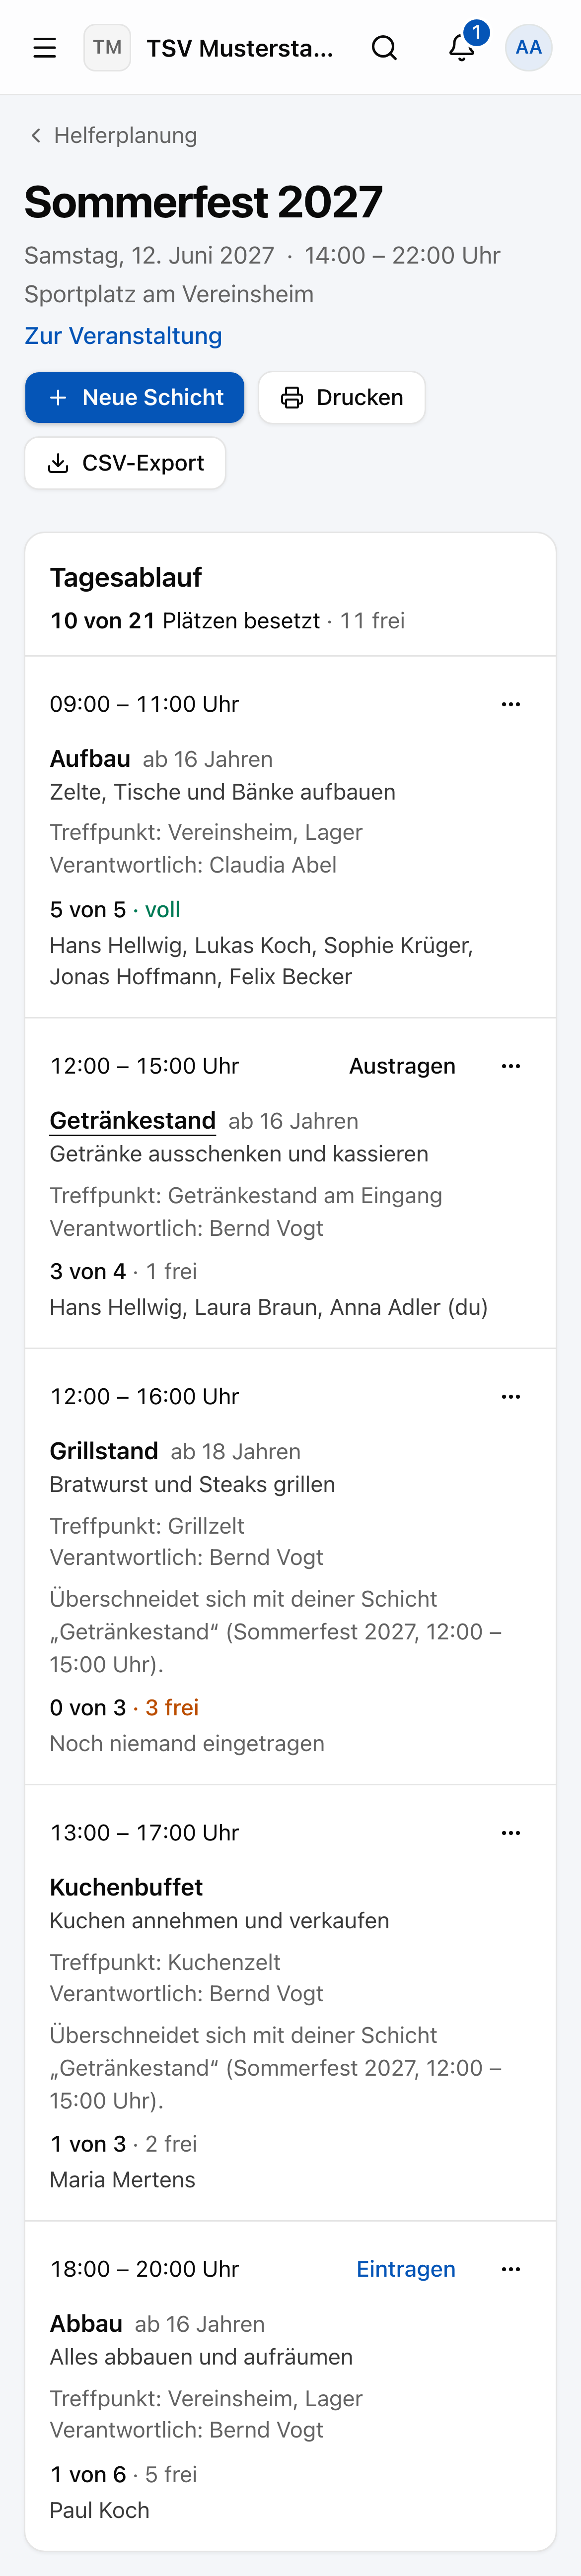 TM
TSV Mustersta...
1
AA
Helferplanung
Sommerfest 2027
Samstag, 12. Juni 2027 · 14:00 – 22:00 Uhr
Sportplatz am Vereinsheim
Zur Veranstaltung
Neue Schicht
Drucken
CSV-Export
Tagesablauf
10 von 21 Plätzen besetzt · 11 frei
09:00 – 11:00 Uhr
Aufbau ab 16 Jahren
Zelte, Tische und Bänke aufbauen
Treffpunkt: Vereinsheim, Lager
Verantwortlich: Claudia Abel
5 von 5 · voll
Hans Hellwig, Lukas Koch, Sophie Krüger,
Jonas Hoffmann, Felix Becker
12:00 – 15:00 Uhr Austragen
Getränkestand ab 16 Jahren
Getränke ausschenken und kassieren
Treffpunkt: Getränkestand am Eingang
Verantwortlich: Bernd Vogt
3 von 4 · 1 frei
Hans Hellwig, Laura Braun, Anna Adler (du)
12:00 – 16:00 Uhr
Grillstand ab 18 Jahren
Bratwurst und Steaks grillen
Treffpunkt: Grillzelt
Verantwortlich: Bernd Vogt
Überschneidet sich mit deiner Schicht
„Getränkestand“ (Sommerfest 2027, 12:00 –
15:00 Uhr).
0 von 3 · 3 frei
Noch niemand eingetragen
13:00 – 17:00 Uhr
Kuchenbuffet
Kuchen annehmen und verkaufen
Treffpunkt: Kuchenzelt
Verantwortlich: Bernd Vogt
Überschneidet sich mit deiner Schicht
„Getränkestand“ (Sommerfest 2027, 12:00 –
15:00 Uhr).
1 von 3 · 2 frei
Maria Mertens
18:00 – 20:00 Uhr Eintragen
Abbau ab 16 Jahren
Alles abbauen und aufräumen
Treffpunkt: Vereinsheim, Lager
Verantwortlich: Bernd Vogt
1 von 6 · 5 frei
Paul Koch